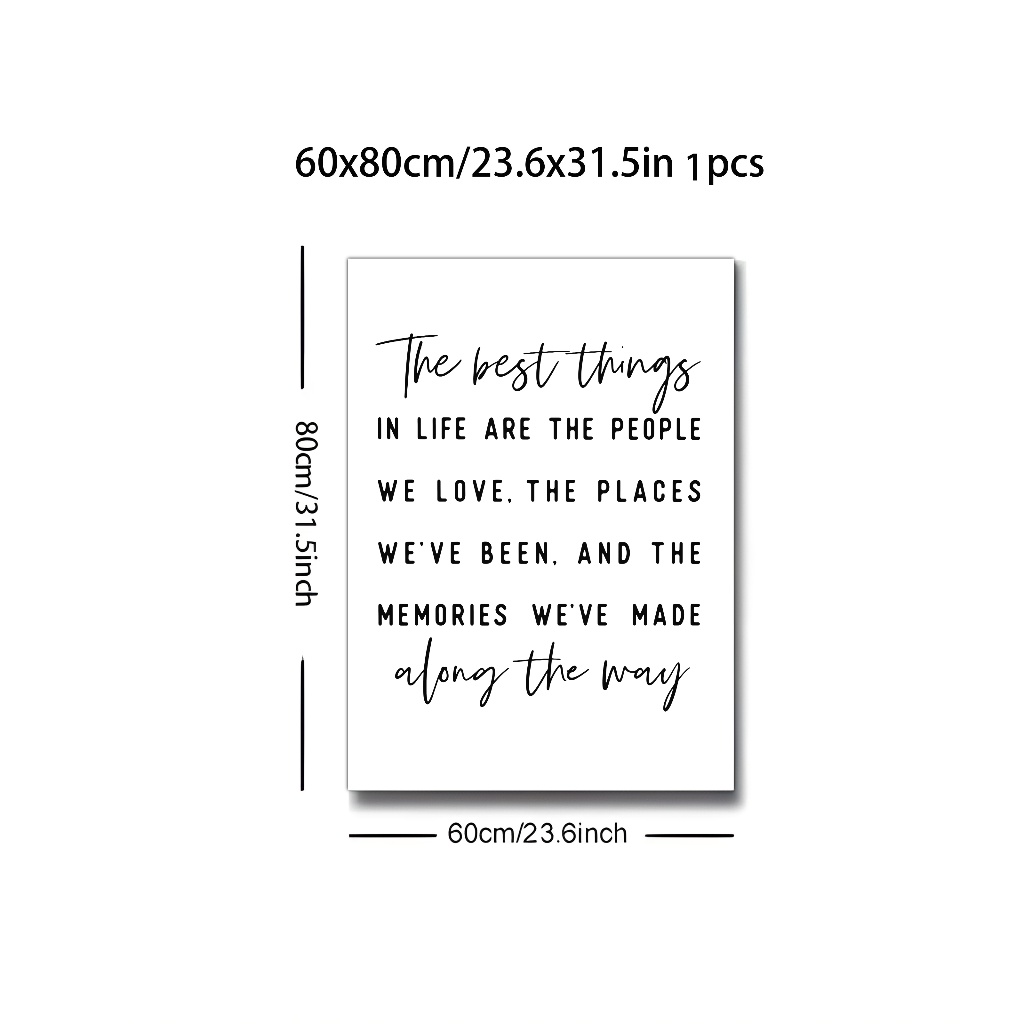 60x80cm/23.6x31.5in 1pcs
80cm/31.5inch
The best things
IN LIFE ARE THE PEOPLE
WE LOVE, THE PLACES
WE'VE BEEN, AND THE
MEMORIES WE'VE MADE
along the way
60cm/23.6inch